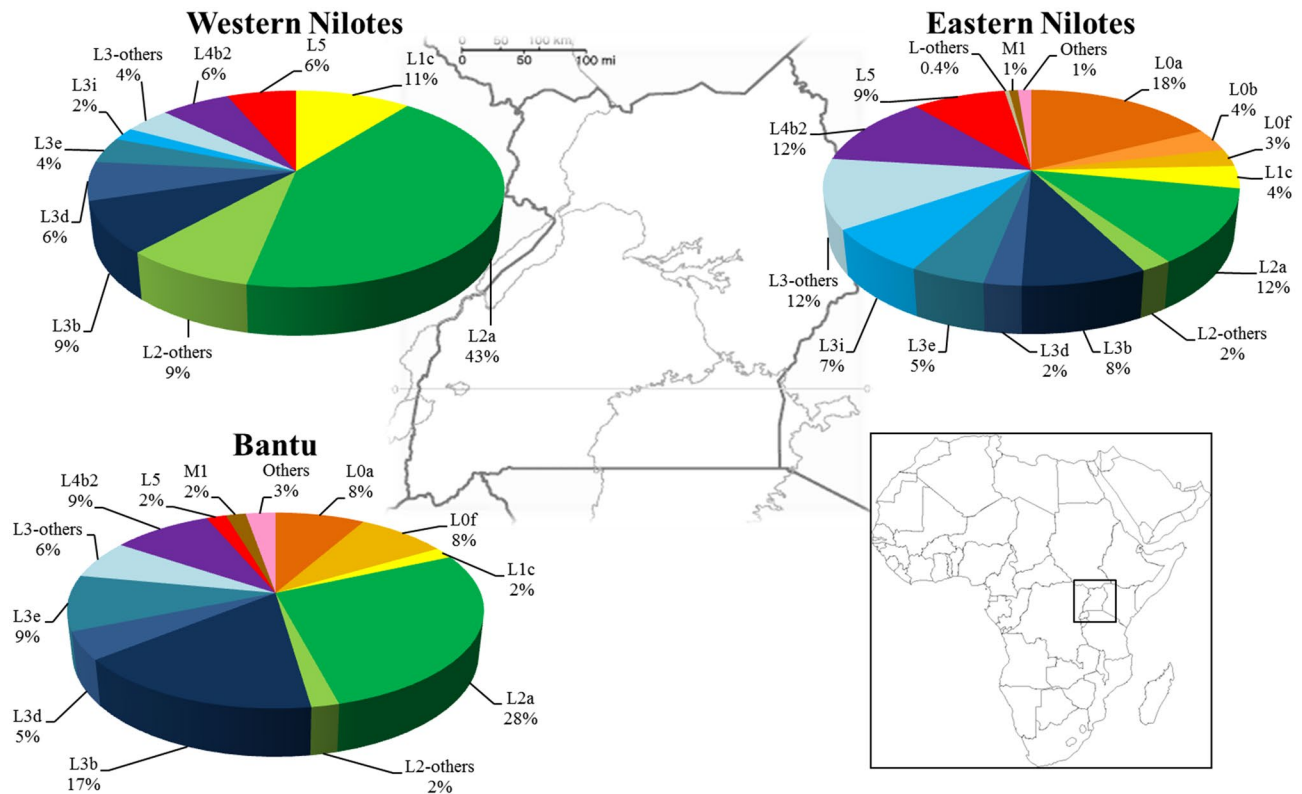 Western Nilotes
L5
6%
L1c
11%
L4b2
6%
L3-others
4%
L3i
2%
L3e
4%
L3d
6%
L3b
9%
L2-others
9%
L2a
43%
0 50 100 km
0 50 100 mi
Eastern Nilotes
L-others
0.4%
M1
1%
Others
1%
L0a
18%
L0b
4%
L0f
3%
L1c
4%
L2a
12%
L2-others
2%
L3b
8%
L3d
2%
L3e
5%
L3i
7%
L3-others
12%
L4b2
12%
L5
9%
0
0
Bantu
M1
2%
Others
3%
L0a
8%
L0f
8%
L1c
2%
L2a
28%
L2-others
2%
L3b
17%
L3d
5%
L3e
9%
L3-others
6%
L4b2
9%
L5
2%